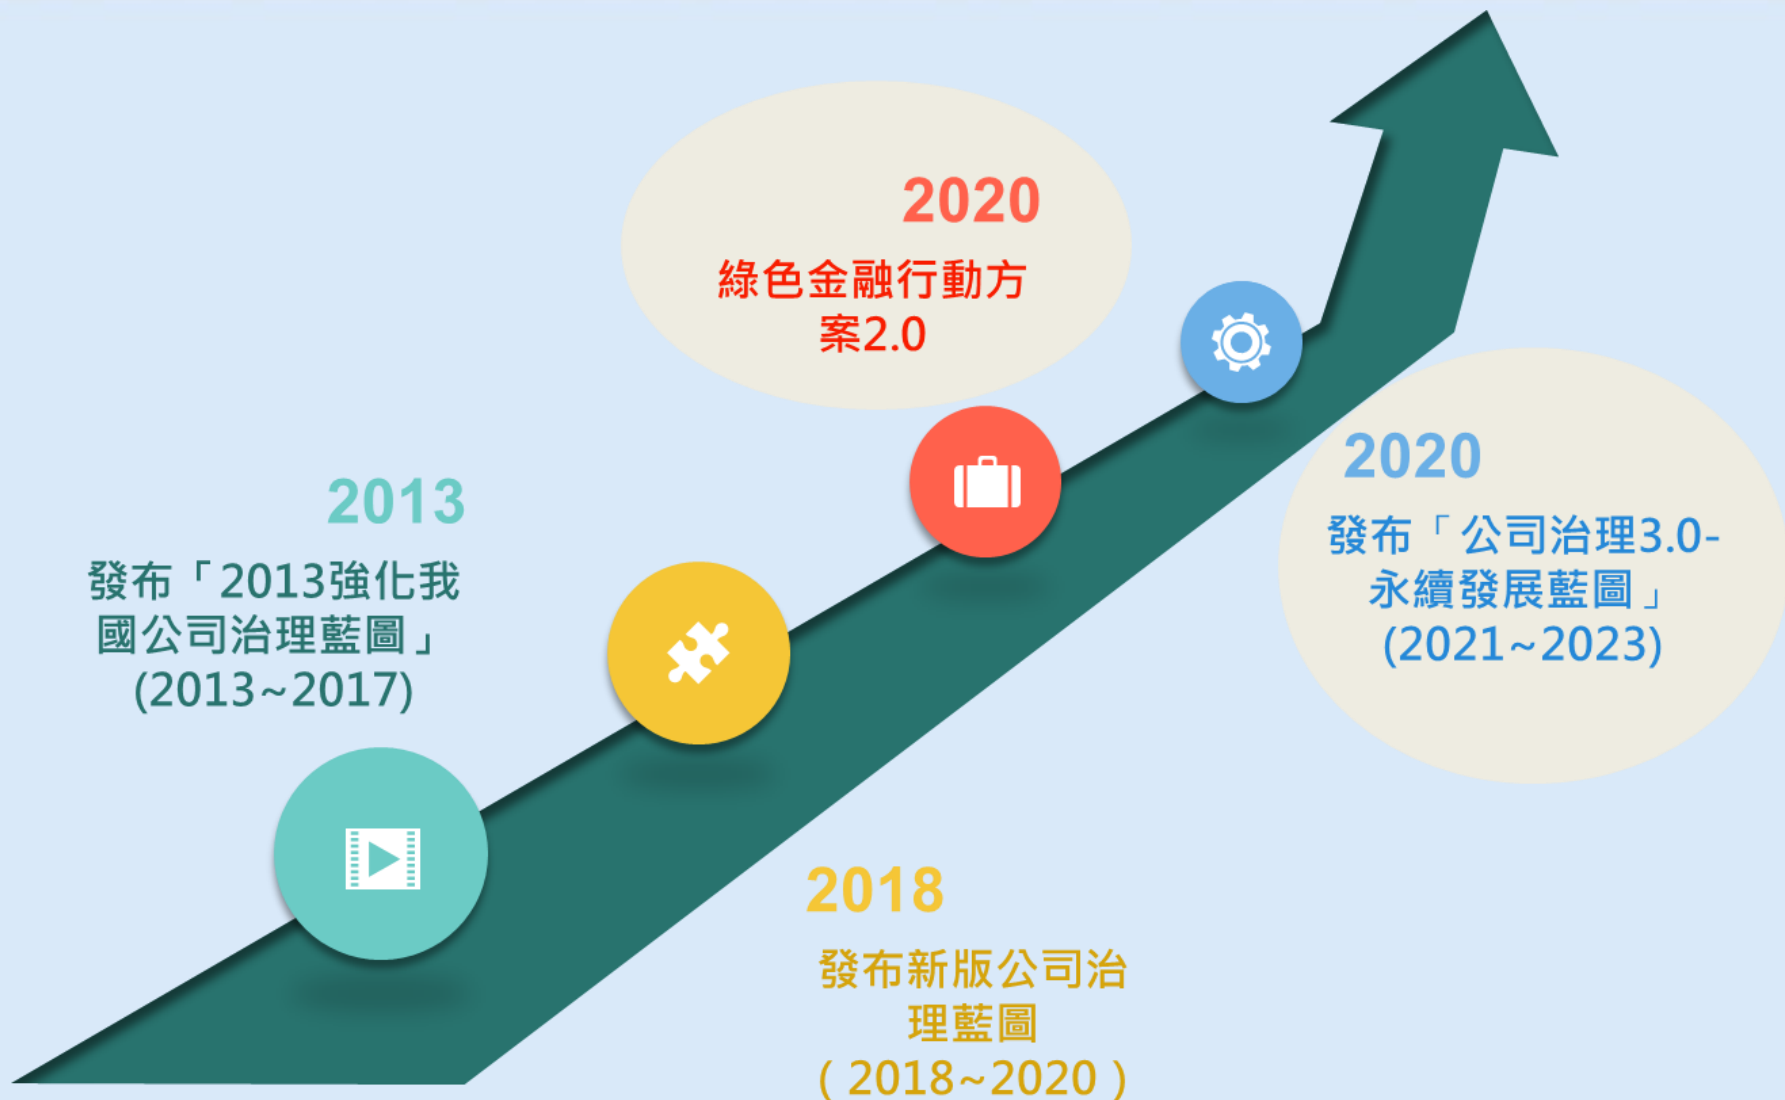 2013
發布「2013強化我
國公司治理藍圖」
(2013~2017)
2018
發布新版公司治
理藍圖
( 2018~2020 )
2020
綠色金融行動方
案2.0
2020
發布「 公司治理3.0-
永續發展藍圖」
(2021~2023)